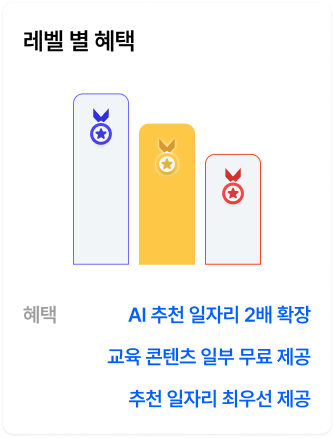 레벨 별 혜택
혜택 AI 추천 일자리 2배 확장
교육 콘텐츠 일부 무료 제공
추천 일자리 최우선 제공